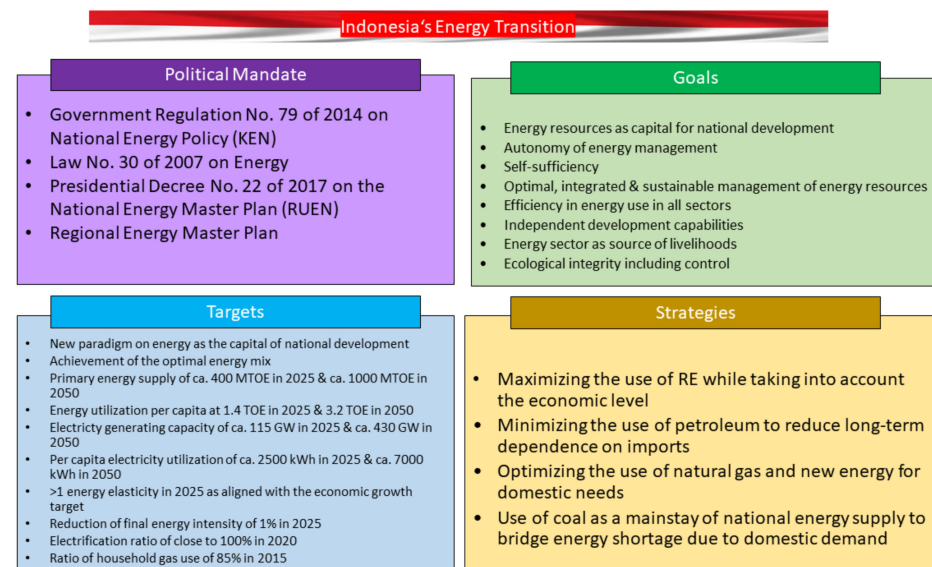 Indonesia‘s Energy Transition
Political Mandate
• Government Regulation No. 79 of 2014 on
National Energy Policy (KEN)
• Law No. 30 of 2007 on Energy
• Presidential Decree No. 22 of 2017 on the
National Energy Master Plan (RUEN)
• Regional Energy Master Plan
Goals
• Energy resources as capital for national development
• Autonomy of energy management
• Self-sufficiency
• Optimal, integrated & sustainable management of energy resources
• Efficiency in energy use in all sectors
• Independent development capabilities
• Energy sector as source of livelihoods
• Ecological integrity including control
Targets
• New paradigm on energy as the capital of national development
• Achievement of the optimal energy mix
• Primary energy supply of ca. 400 MTOE in 2025 & ca. 1000 MTOE in
2050
• Energy utilization per capita at 1.4 TOE in 2025 & 3.2 TOE in 2050
• Electricty generating capacity of ca. 115 GW in 2025 & ca. 430 GW in
2050
• Per capita electricity utilization of ca. 2500 kWh in 2025 & ca. 7000
kWh in 2050
• >1 energy elasticity in 2025 as aligned with the economic growth
target
• Reduction of final energy intensity of 1% in 2025
• Electrification ratio of close to 100% in 2020
• Ratio of household gas use of 85% in 2015
Strategies
• Maximizing the use of RE while taking into account
the economic level
• Minimizing the use of petroleum to reduce long-term
dependence on imports
• Optimizing the use of natural gas and new energy for
domestic needs
• Use of coal as a mainstay of national energy supply to
bridge energy shortage due to domestic demand